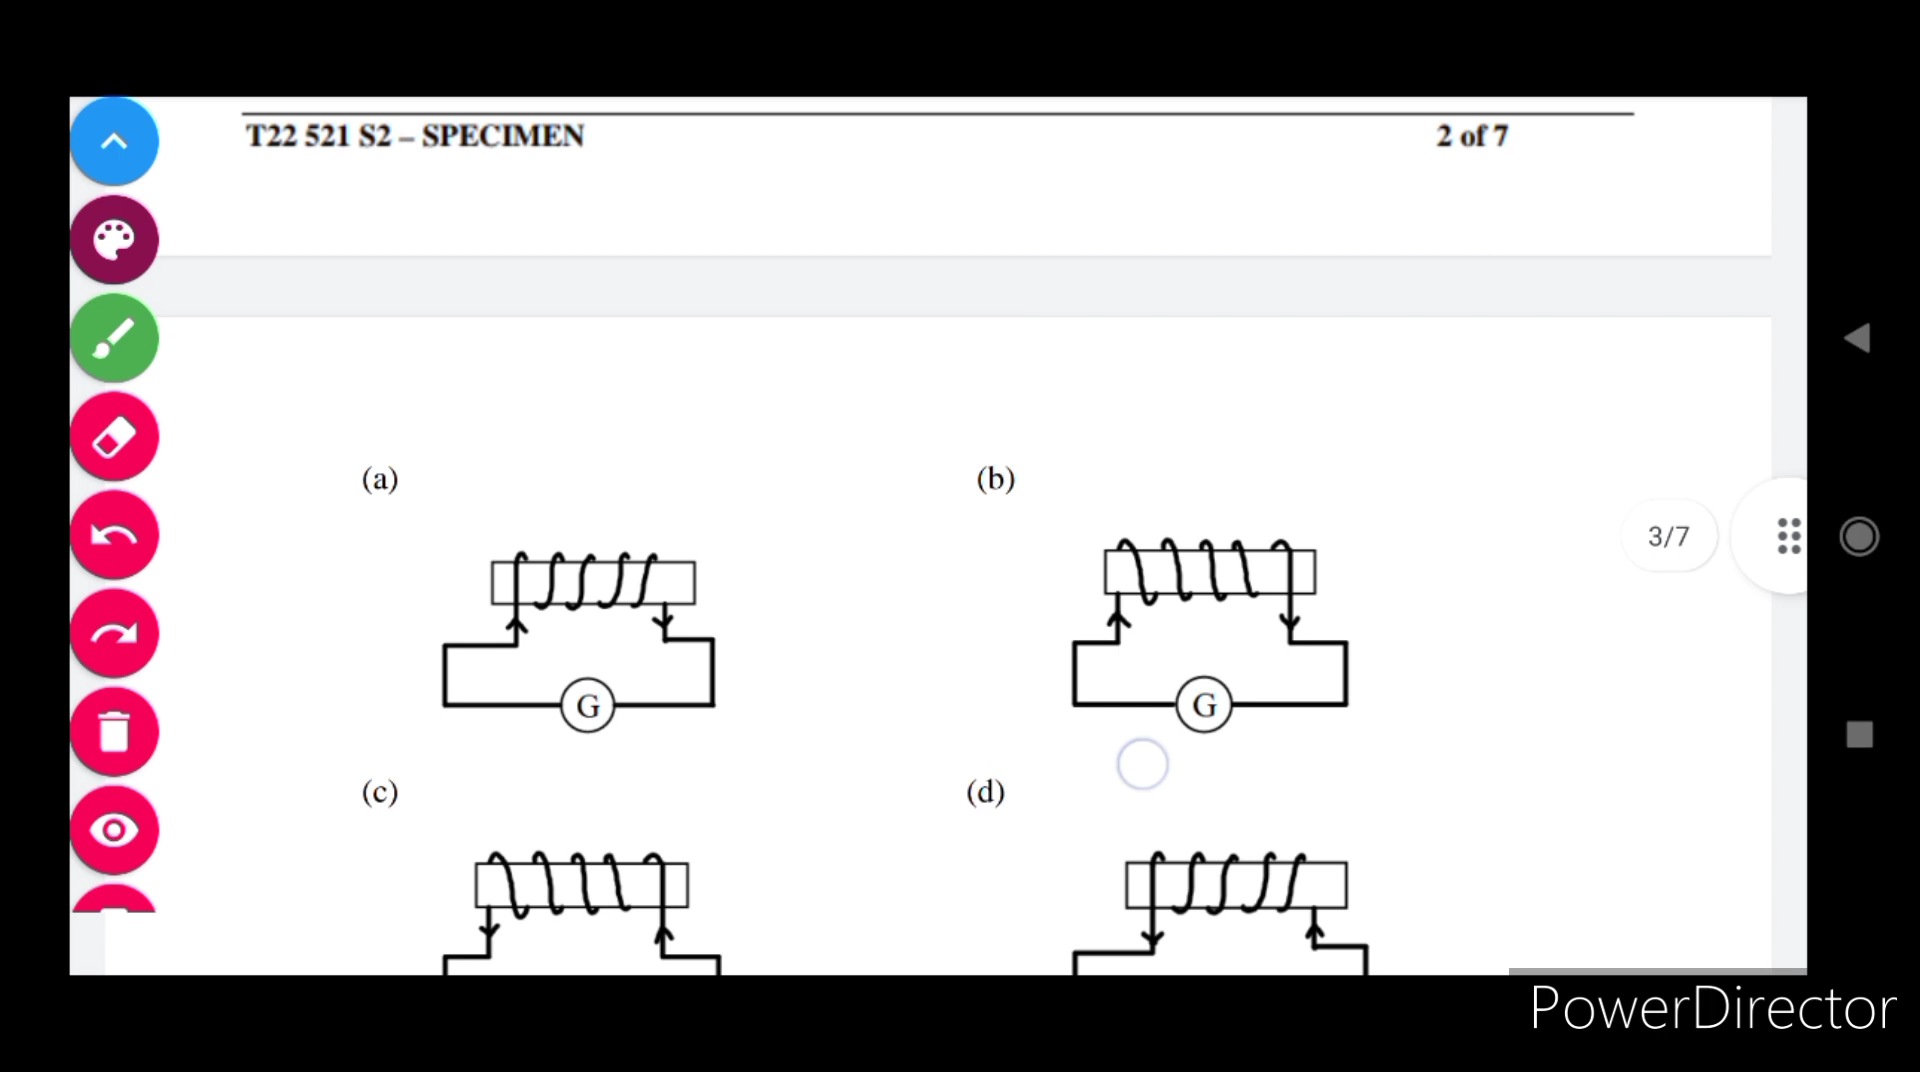 T22 521 S2 – SPECIMEN 2 of 7
(a) (b)
3/7
G G
(c) (d)
PowerDirector